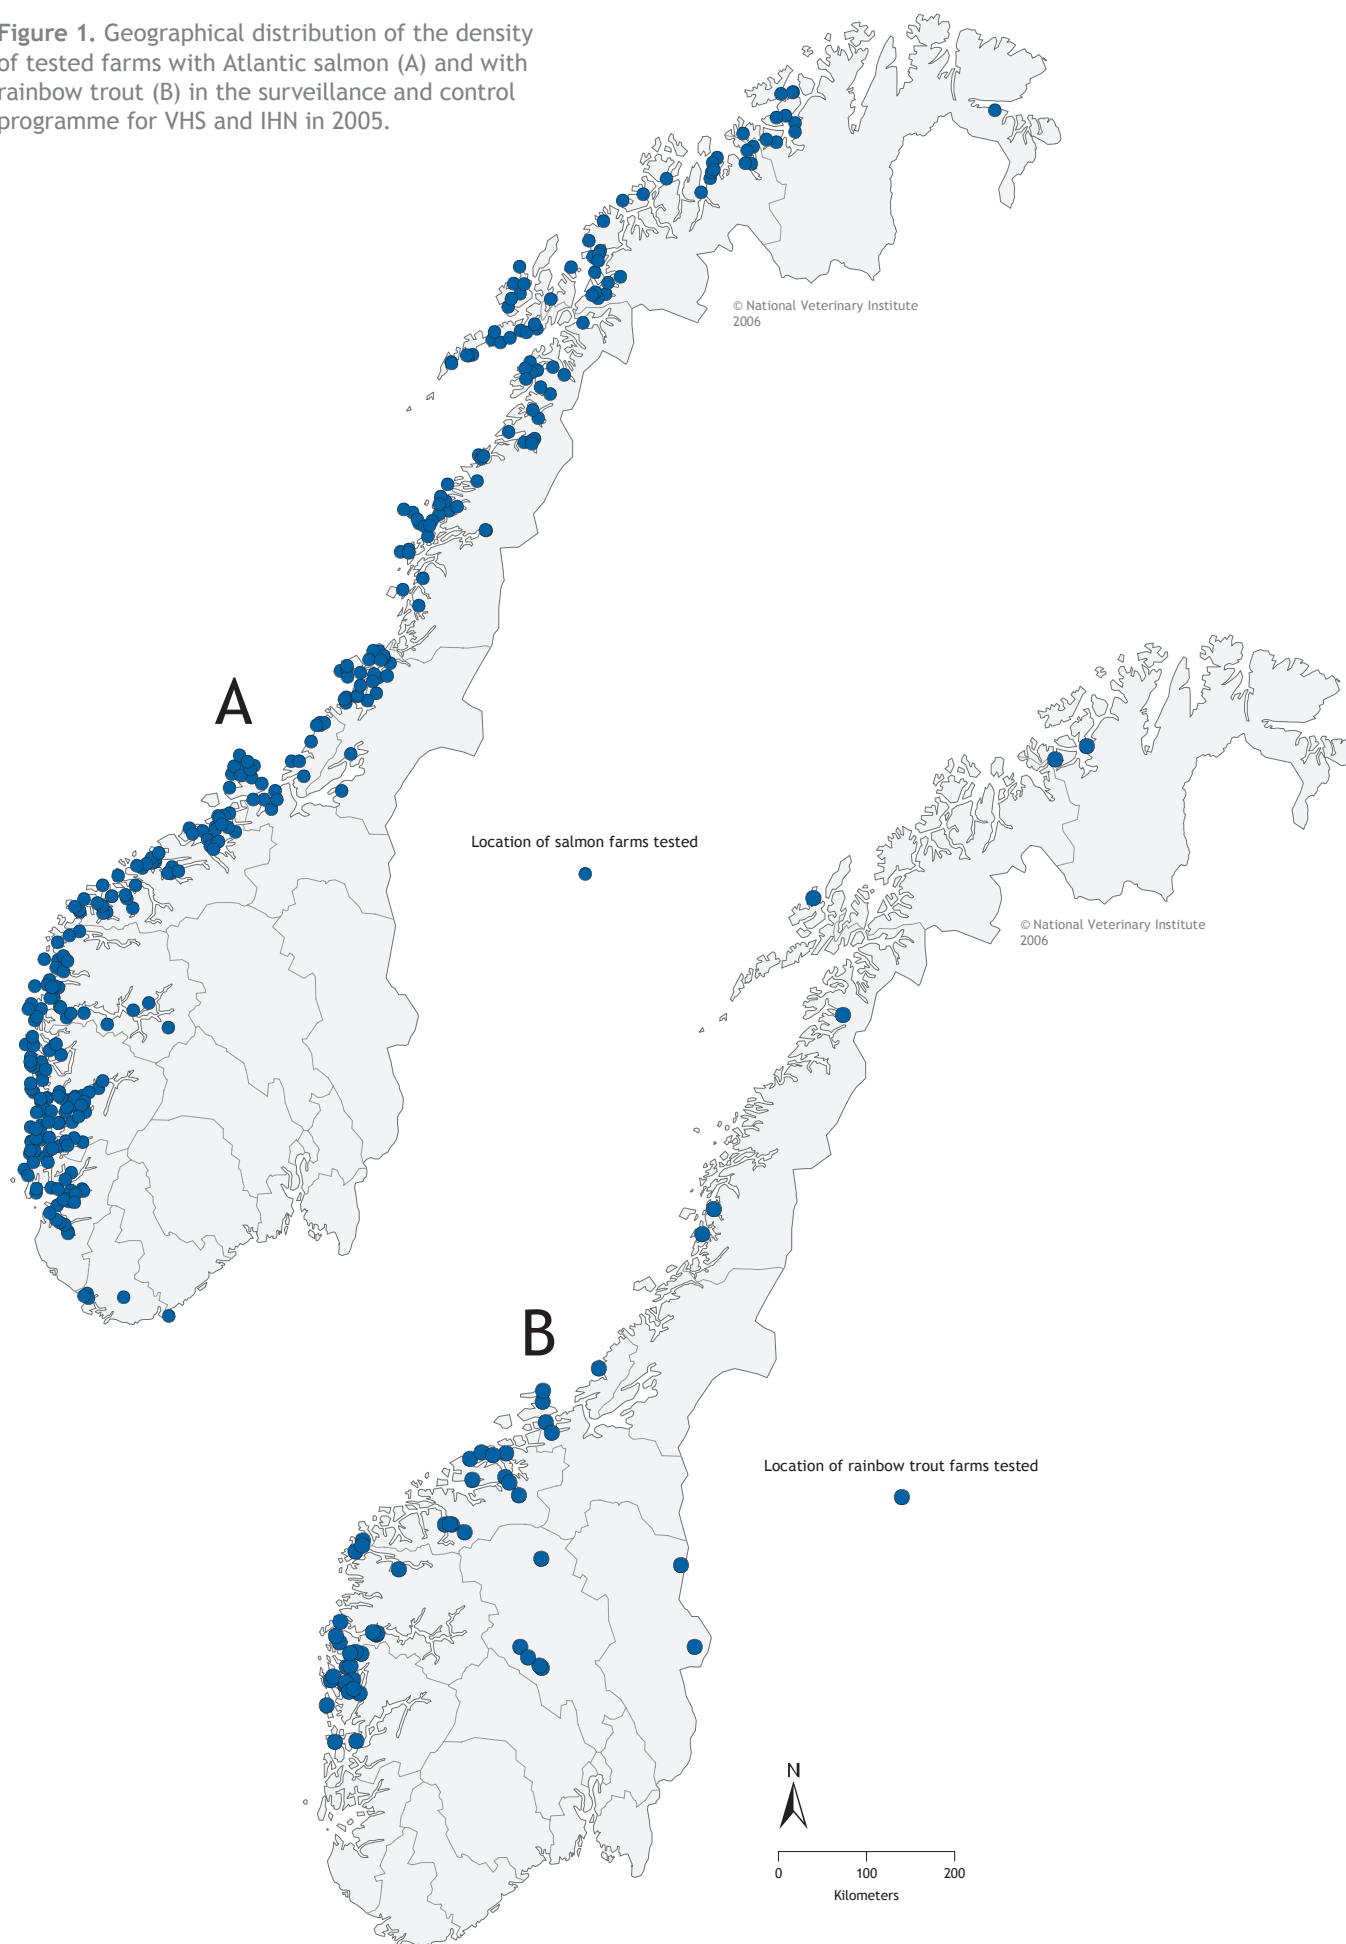 Figure 1. Geographical distribution of the density
of tested farms with Atlantic salmon (A) and with
rainbow trout (B) in the surveillance and control
programme for VHS and IHN in 2005.
© National Veterinary Institute
2006
A
Location of salmon farms tested
© National Veterinary Institute
2006
B
Location of rainbow trout farms tested
N
0 100 200
Kilometers